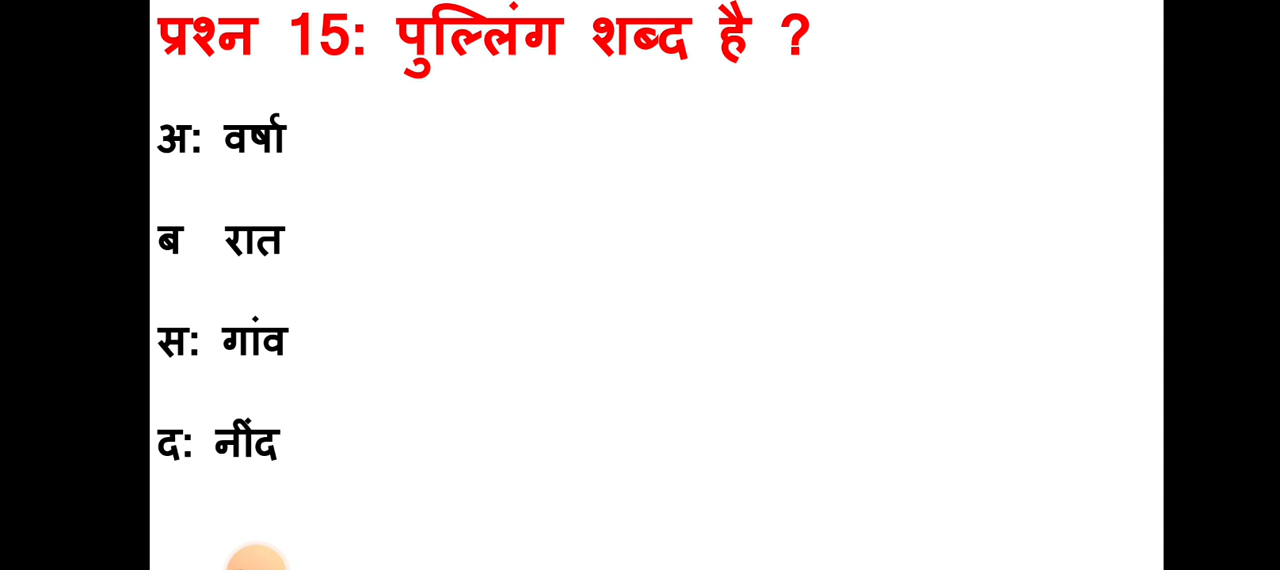 प्रश्न 15: पुल्लिंग शब्द है ?
अ: वर्षा
ब रात
स: गांव
द: नींद